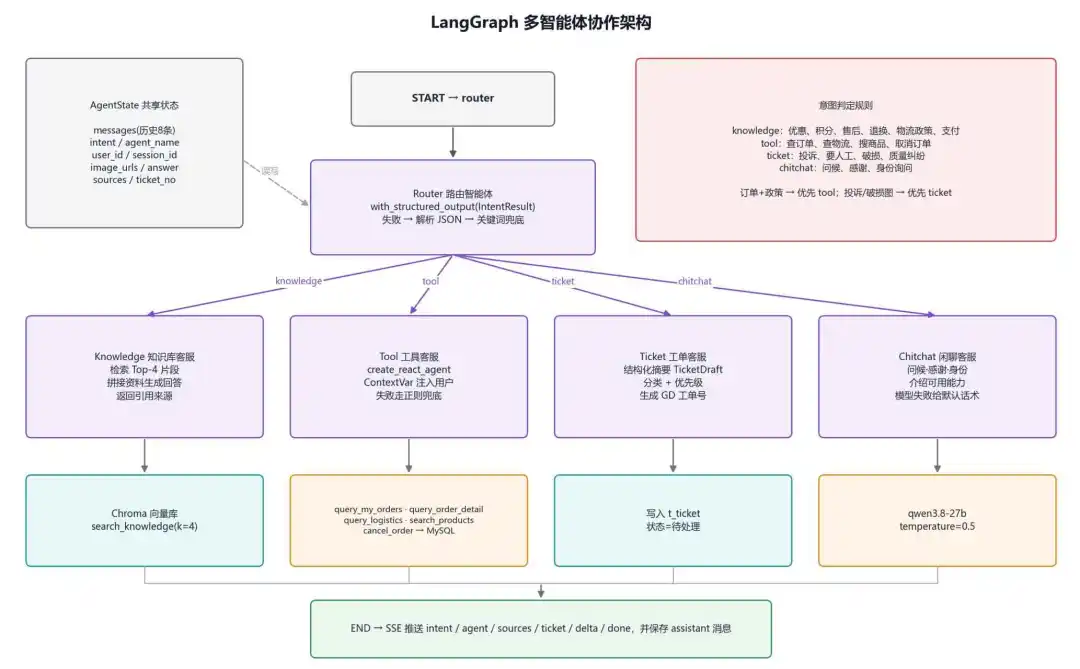 LangGraph 多智能体协作架构
AgentState 共享状态
messages(历史8条)
intent / agent_name
user_id / session_id
image_urls / answer
sources / ticket_no
START → router
意图判定规则
knowledge：优惠、积分、售后、退换、物流政策、支付
tool：查订单、查物流、搜商品、取消订单
ticket：投诉、要人工、破损、质量纠纷
chitchat：问候、感谢、身份询问
订单+政策 → 优先 tool；投诉/破损图 → 优先 ticket
读写
Router 路由智能体
with_structured_output(IntentResult)
失败 → 解析 JSON → 关键词兜底
knowledge
tool
ticket
chitchat
Knowledge 知识库客服
检索 Top-4 片段
拼接资料生成回答
返回引用来源
Tool 工具客服
create_react_agent
ContextVar 注入用户
失败走正则兜底
Ticket 工单客服
结构化摘要 TicketDraft
分类 + 优先级
生成 GD 工单号
Chitchat 闲聊客服
问候·感谢·身份
介绍可用能力
模型失败给默认话术
Chroma 向量库
search_knowledge(k=4)
query_my_orders · query_order_detail
query_logistics · search_products
cancel_order → MySQL
写入 t_ticket
状态=待处理
qwen3.8-27b
temperature=0.5
END → SSE 推送 intent / agent / sources / ticket / delta / done，并保存 assistant 消息